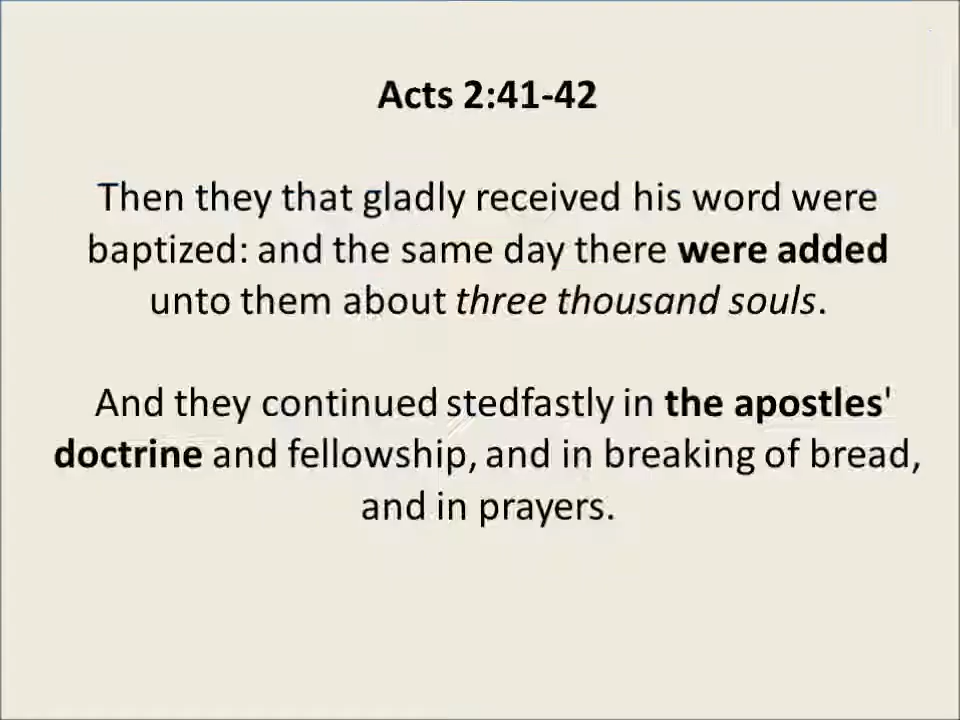 Acts 2:41-42
Then they that gladly received his word were
baptized: and the same day there were added
unto them about three thousand souls.
And they continued stedfastly in the apostles'
doctrine and fellowship, and in breaking of bread,
and in prayers.